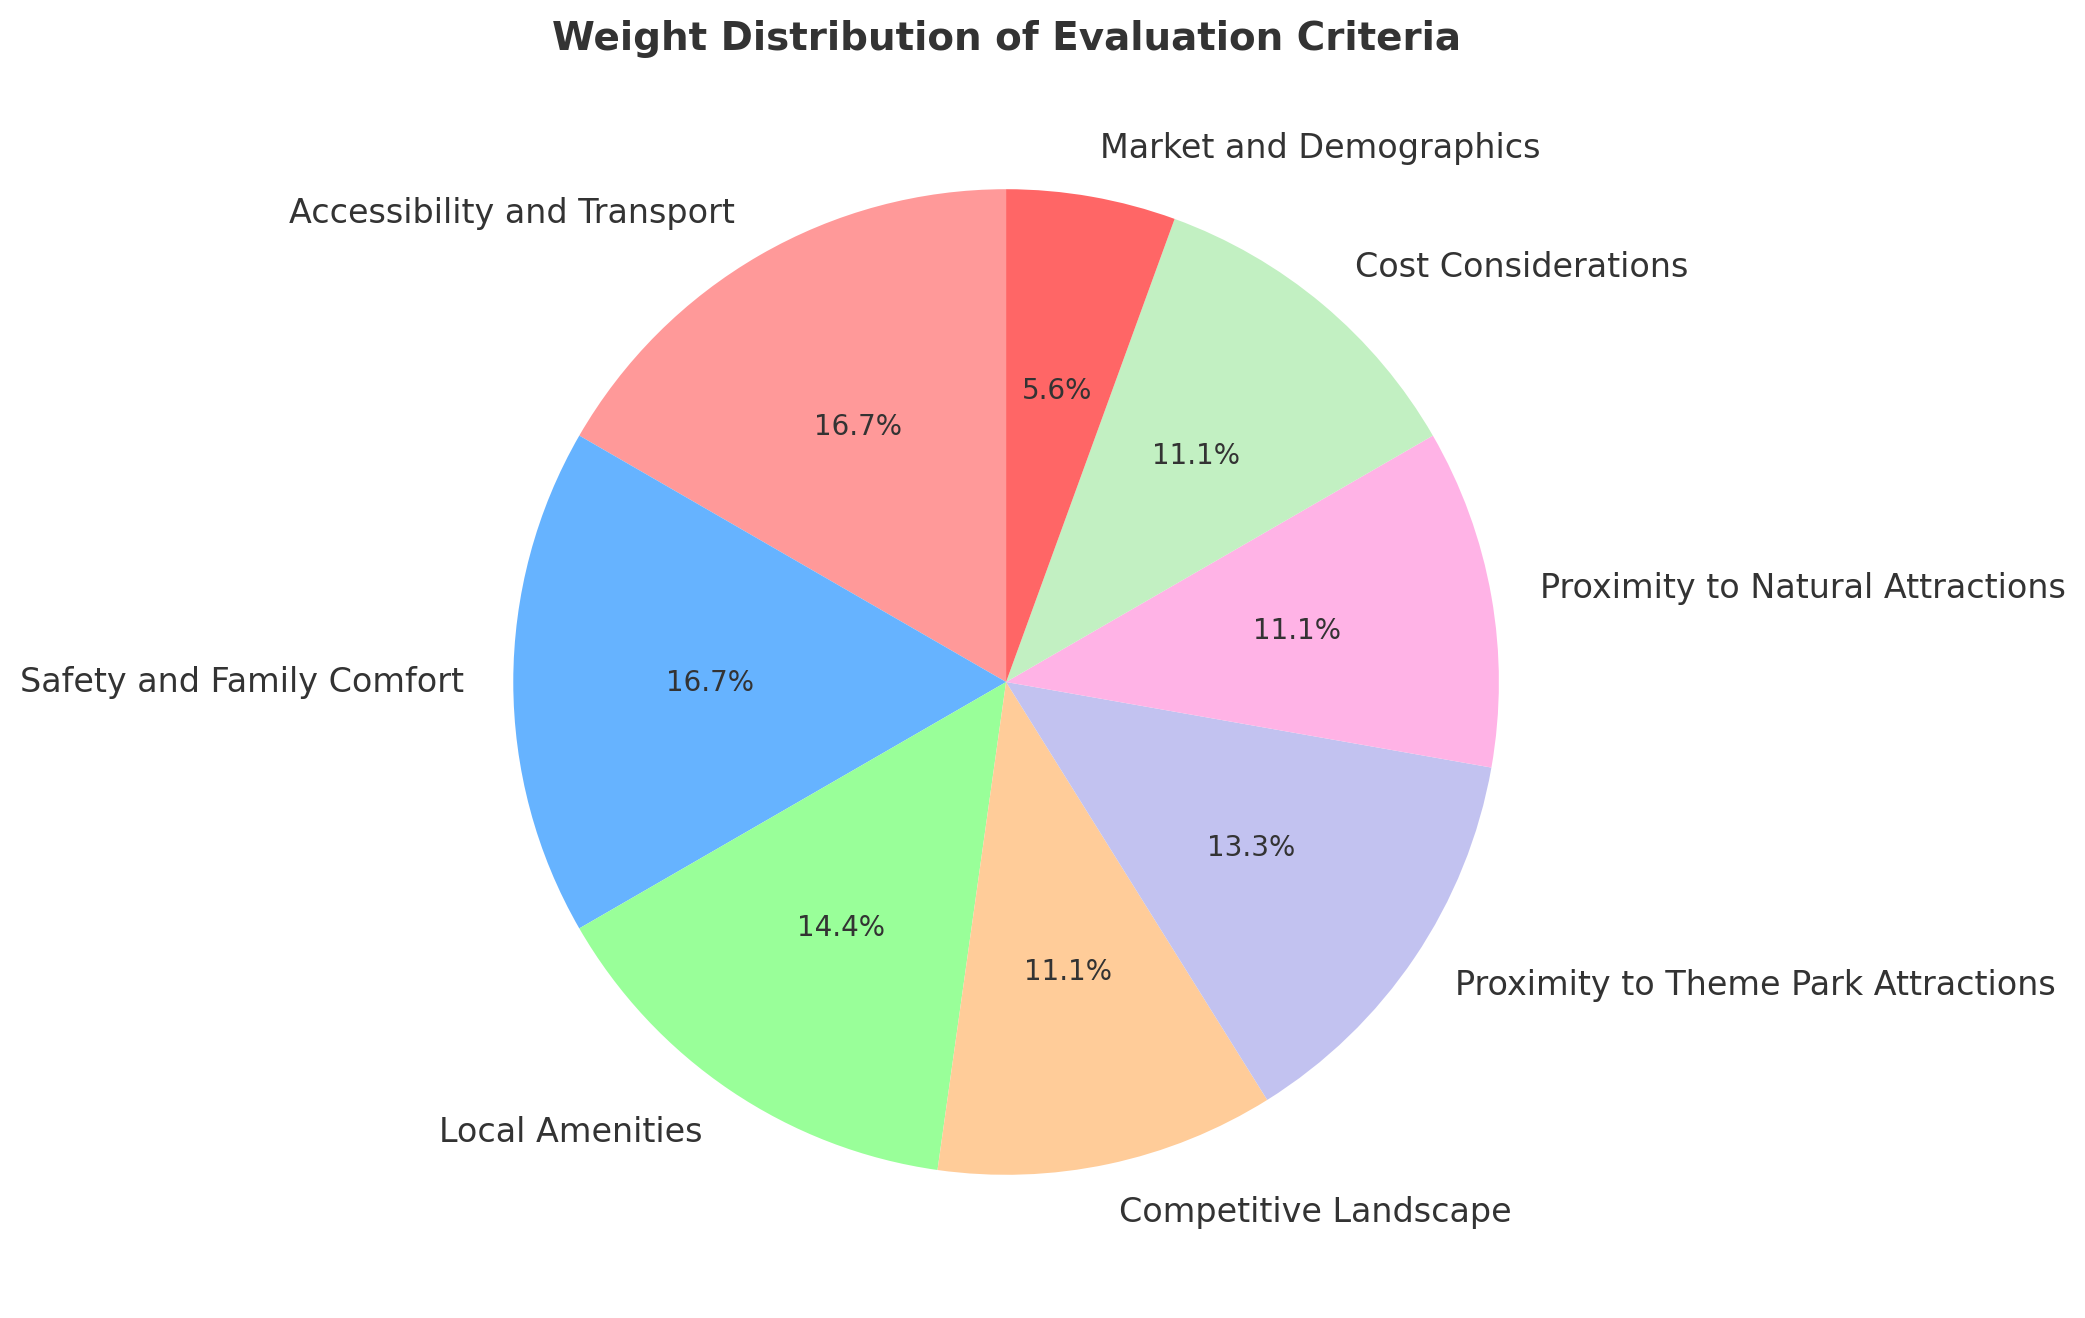 Weight Distribution of Evaluation Criteria
Market and Demographics
Accessibility and Transport
Cost Considerations
5.6%
16.7%
11.1%
Proximity to Natural Attractions
11.1%
Safety and Family Comfort
16.7%
13.3%
14.4%
11.1%
Proximity to Theme Park Attractions
Local Amenities
Competitive Landscape